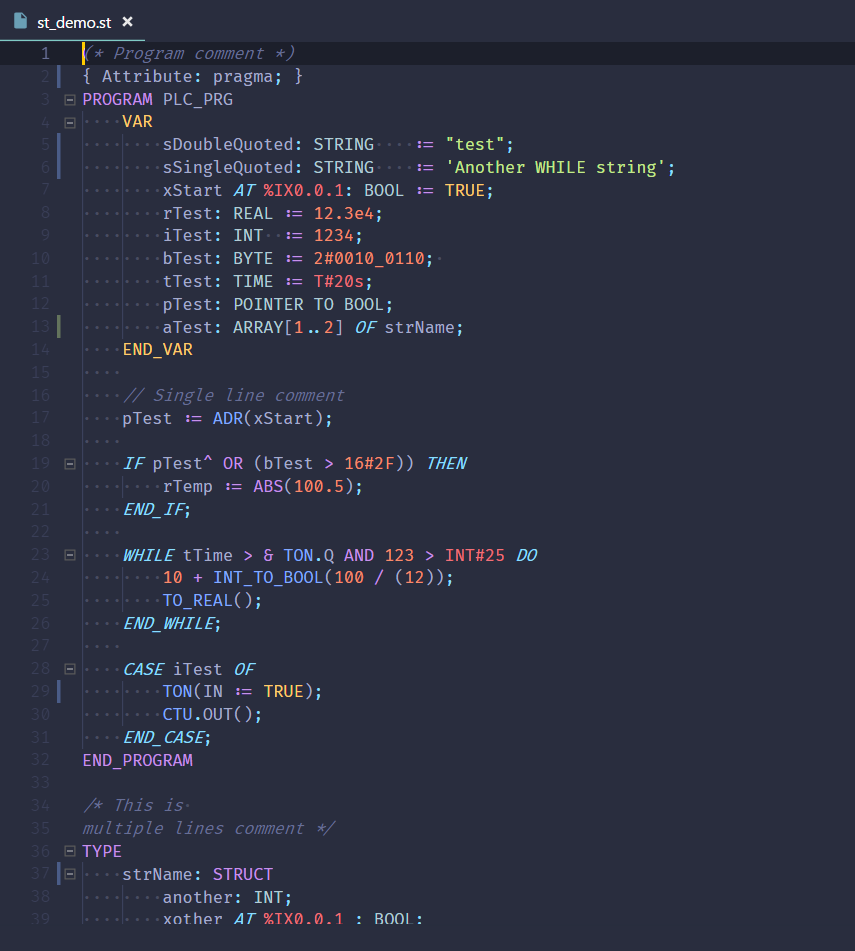 st_demo.st ×
1 (* Program comment *)
2 { Attribute: pragma; }
3 PROGRAM PLC_PRG
4 VAR
5 sDoubleQuoted: STRING := "test";
6 sSingleQuoted: STRING := 'Another WHILE string';
7 xStart AT %IX0.0.1: BOOL := TRUE;
8 rTest: REAL := 12.3e4;
9 iTest: INT := 1234;
10 bTest: BYTE := 2#0010_0110;
11 tTest: TIME := T#20s;
12 pTest: POINTER TO BOOL;
13 aTest: ARRAY[1..2] OF strName;
14 END_VAR
15
16 // Single line comment
17 pTest := ADR(xStart);
18
19 IF pTest^ OR (bTest > 16#2F)) THEN
20 rTemp := ABS(100.5);
21 END_IF;
22
23 WHILE tTime > & TON.Q AND 123 > INT#25 DO
24 10 + INT_TO_BOOL(100 / (12));
25 TO_REAL();
26 END_WHILE;
27
28 CASE iTest OF
29 TON(IN := TRUE);
30 CTU.OUT();
31 END_CASE;
32 END_PROGRAM
33
34 /* This is
35 multiple lines comment */
36 TYPE
37 strName: STRUCT
38 another: INT;
39 xother AT %IX0.0.1 : BOOL;